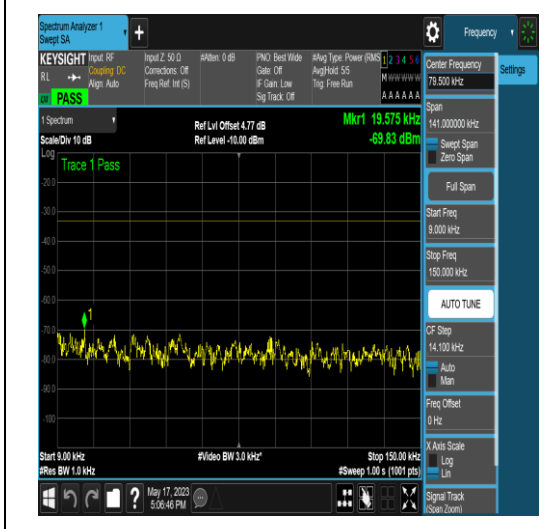 Spectrum Analyzer 1
Swept SA
+
Frequency
KEYSIGHT
Input: RF
Coupling: DC
Align: Auto
Input Z: 50 Ω
Corrections: Off
Freq Ref: Int (S)
#Atten: 0 dB
PNO: Best Wide
Gate: Off
IF Gain: Low
Sig Track: Off
#Avg Type: Power (RMS
Avg|Hold: 5/5
Trig: Free Run
1 2 3 4 5 6
M W W W W W
A A A A A A
RL
PASS
1 Spectrum
Scale/Div 10 dB
Ref Lvl Offset 4.77 dB
Ref Level -10.00 dBm
Mkr1 19.575 kHz
-69.83 dBm
Log
Trace 1 Pass
-20.0
-30.0
-40.0
-50.0
-60.0
1
-70.0
-80.0
-90.0
-100
Start 9.00 kHz
#Res BW 1.0 kHz
#Video BW 3.0 kHz*
Stop 150.00 kHz
#Sweep 1.00 s (1001 pts)
?
May 17, 2023
5:06:46 PM
Center Frequency
79.500 kHz
Settings
Span
141.000000 kHz
Swept Span
Zero Span
Full Span
Start Freq
9.000 kHz
Stop Freq
150.000 kHz
AUTO TUNE
CF Step
14.100 kHz
Auto
Man
Freq Offset
0 Hz
X Axis Scale
Log
Lin
Signal Track
(Span Zoom)